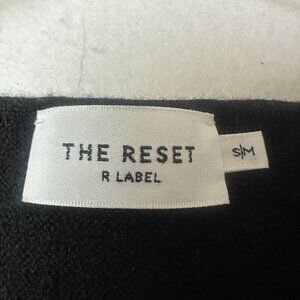 THE RESET
R LABEL
S|M